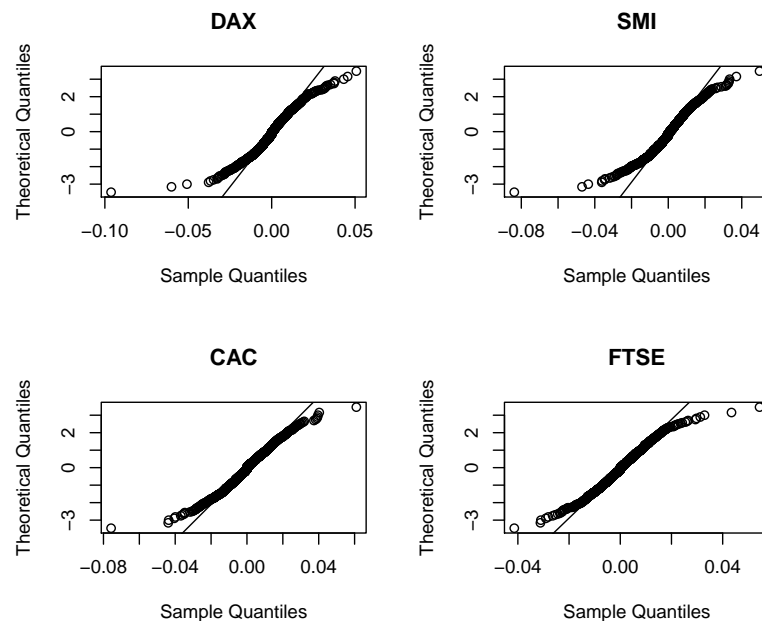 DAX
Theoretical Quantiles
2
0
−3
−0.10 −0.05 0.00 0.05
Sample Quantiles
SMI
Theoretical Quantiles
2
0
−3
−0.08 −0.04 0.00 0.04
Sample Quantiles
CAC
Theoretical Quantiles
2
0
−3
−0.08 −0.04 0.00 0.04
Sample Quantiles
FTSE
Theoretical Quantiles
2
0
−3
−0.04 0.00 0.04
Sample Quantiles